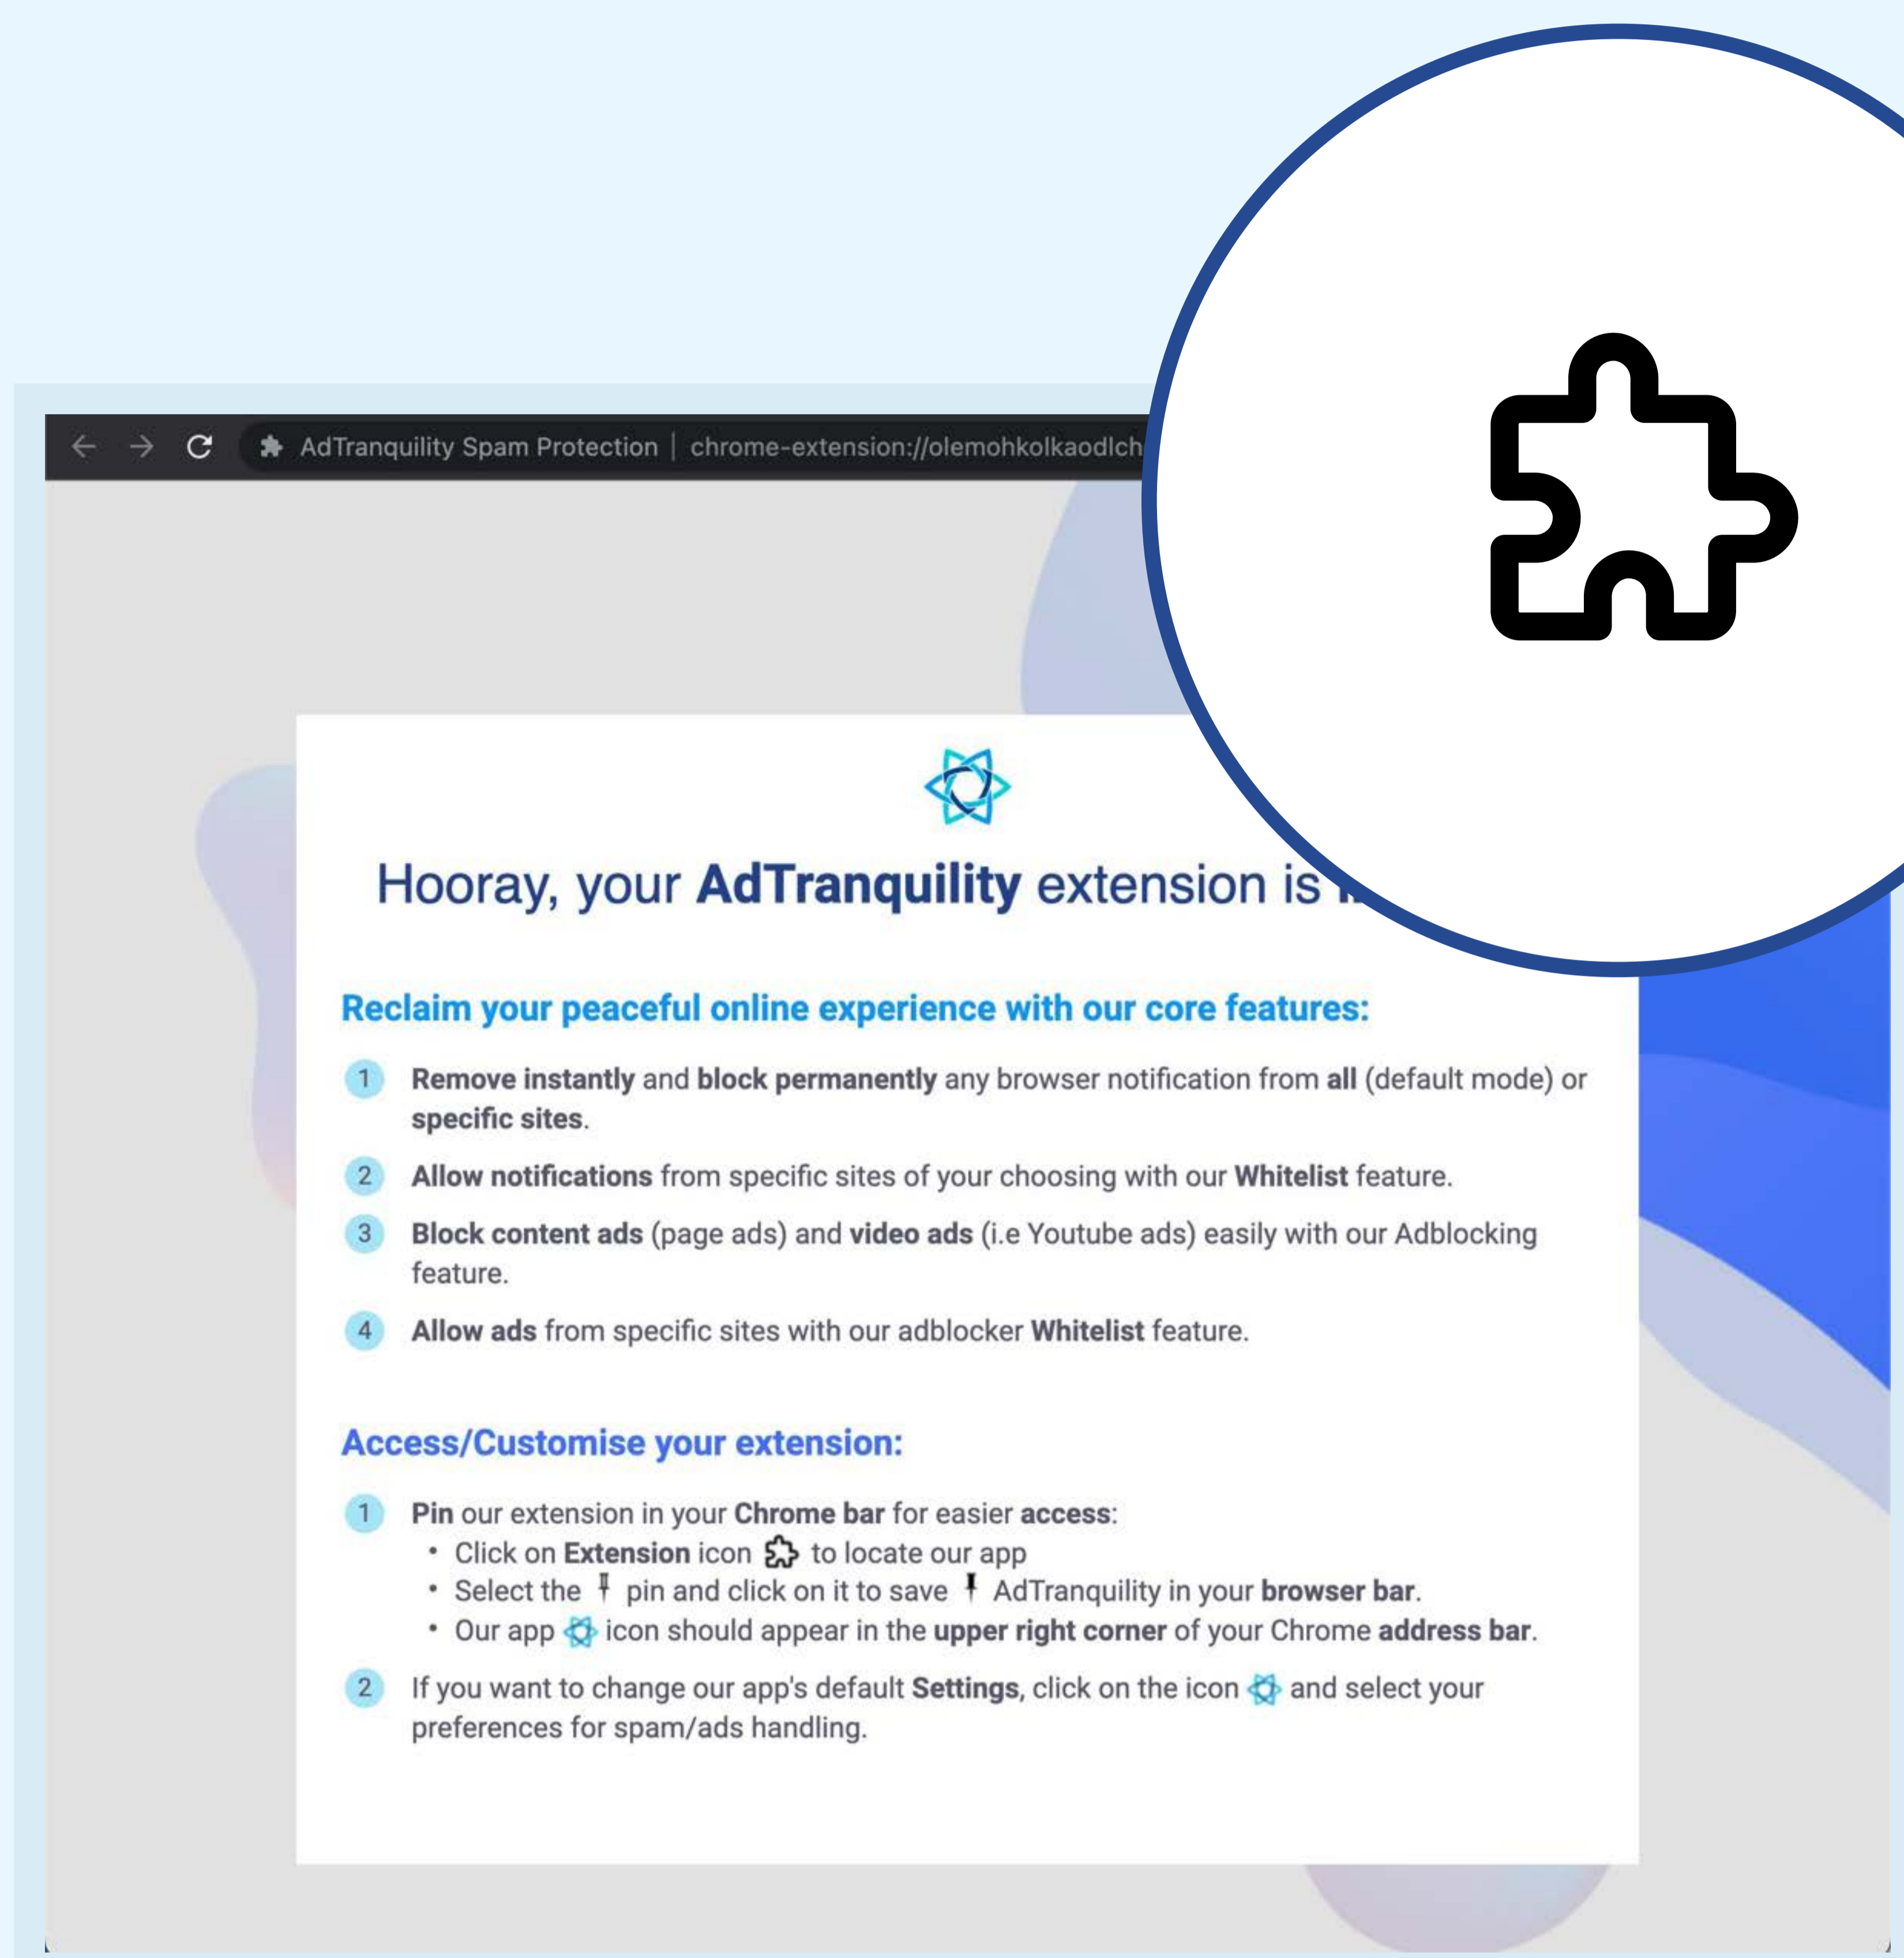 AdTranquility Spam Protection | chrome-extension://olemohkolkaodlch
Hooray, your AdTranquility extension is
Reclaim your peaceful online experience with our core features:
1 Remove instantly and block permanently any browser notification from all (default mode) or
specific sites.
2 Allow notifications from specific sites of your choosing with our Whitelist feature.
3 Block content ads (page ads) and video ads (i.e Youtube ads) easily with our Adblocking
feature.
4 Allow ads from specific sites with our adblocker Whitelist feature.
Access/Customise your extension:
1 Pin our extension in your Chrome bar for easier access:
• Click on Extension icon to locate our app
• Select the pin and click on it to save AdTranquility in your browser bar.
• Our app icon should appear in the upper right corner of your Chrome address bar.
2 If you want to change our app's default Settings, click on the icon and select your
preferences for spam/ads handling.